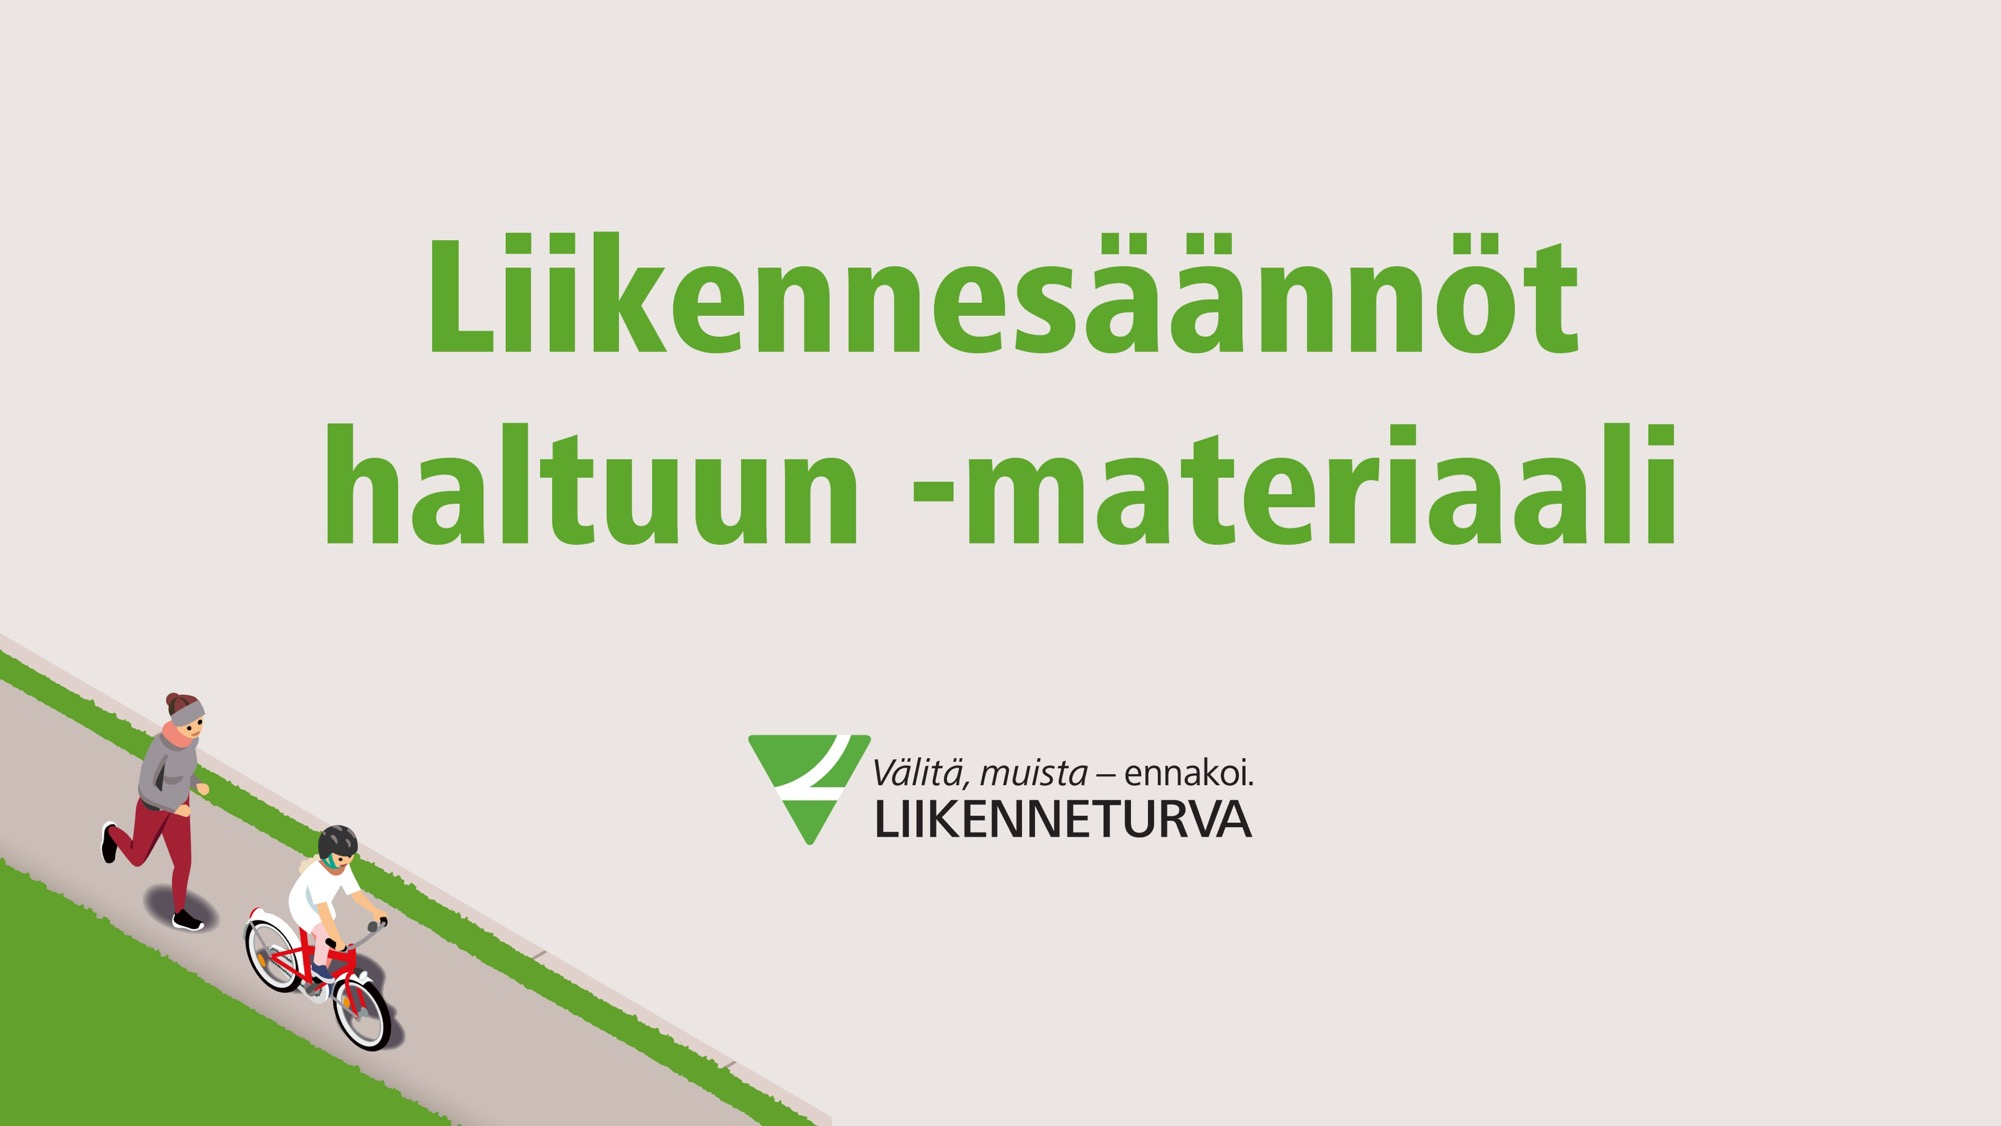 Liikennesäännöt
haltuun -materiaali
Välitä, muista – ennakoi.
LIIKENNETURVA